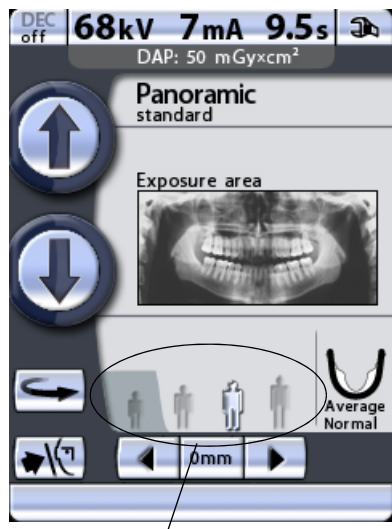 DEC
off
68kV 7mA 9.5s
DAP: 50 mGy×cm²
Panoramic
standard
Exposure area
Average
Normal
0mm